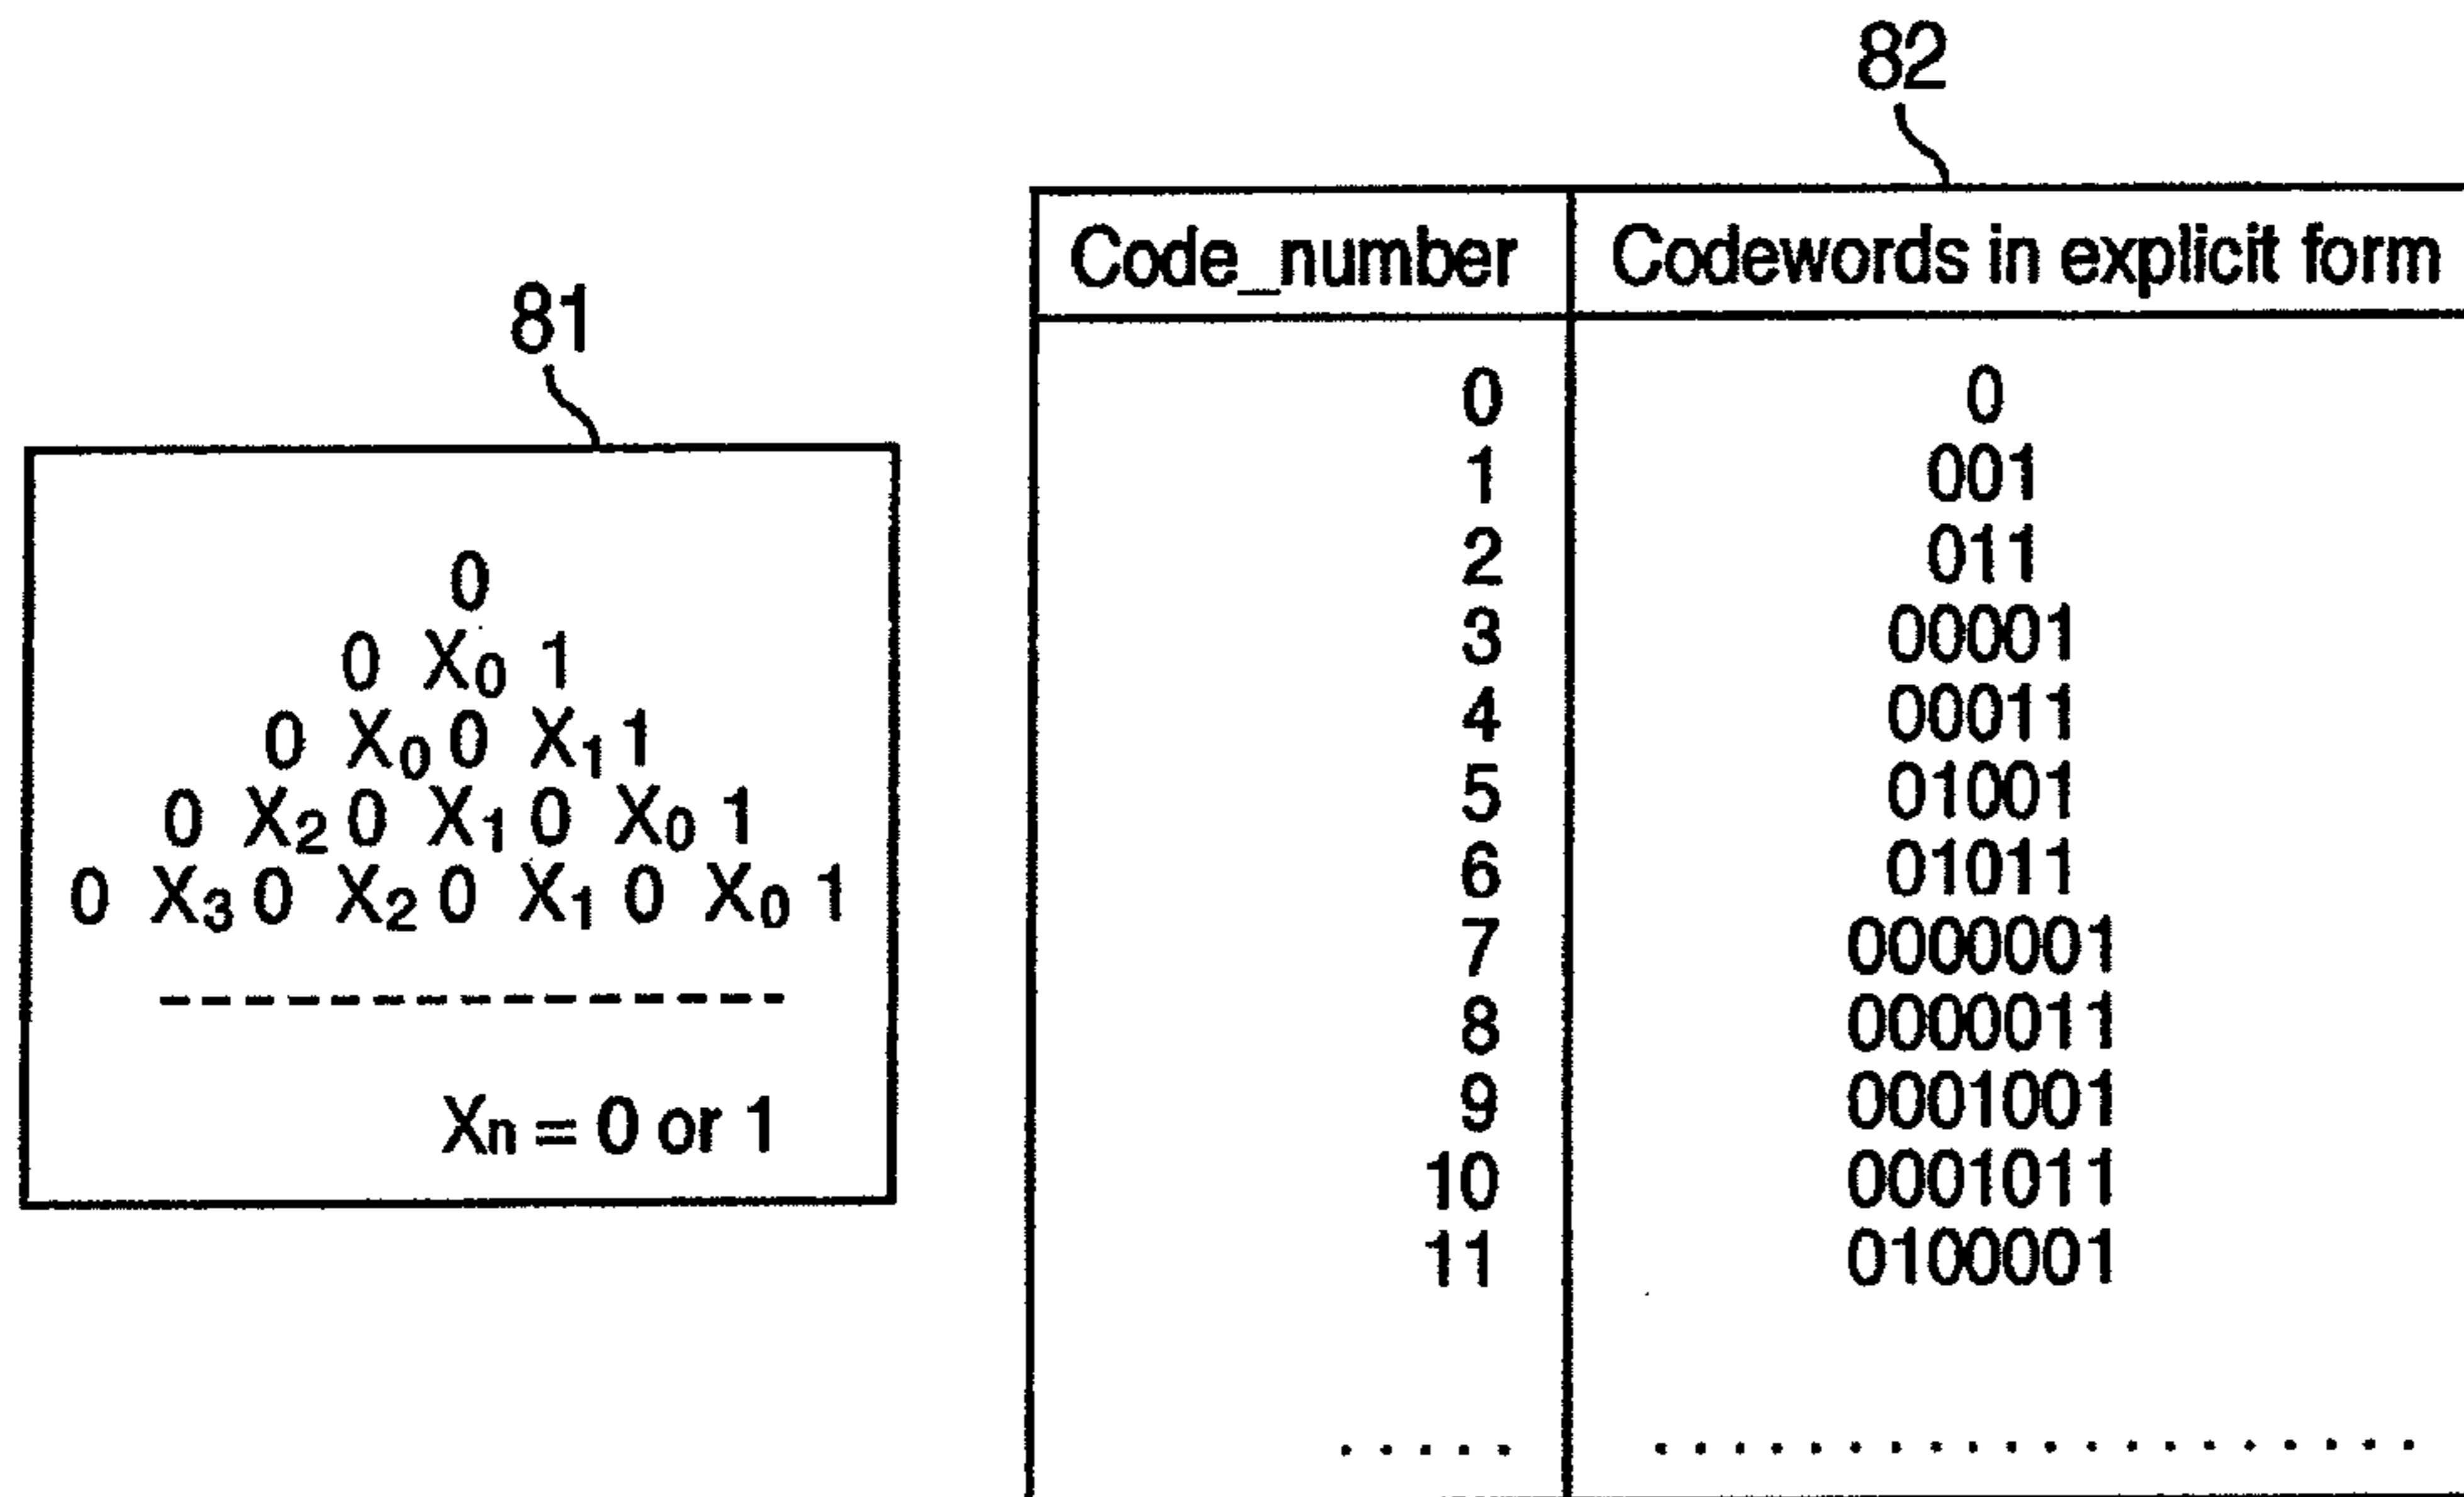 81
0
0 X0 1
0 X0 0 X1 1
0 X2 0 X1 0 X0 1
0 X3 0 X2 0 X1 0 X0 1
Xn = 0 or 1
82
Code_number Codewords in explicit form
0 0
1 001
2 011
3 00001
4 00011
5 01001
6 01011
7 0000001
8 0000011
9 0001001
10 0001011
11 0100001
..... ....................